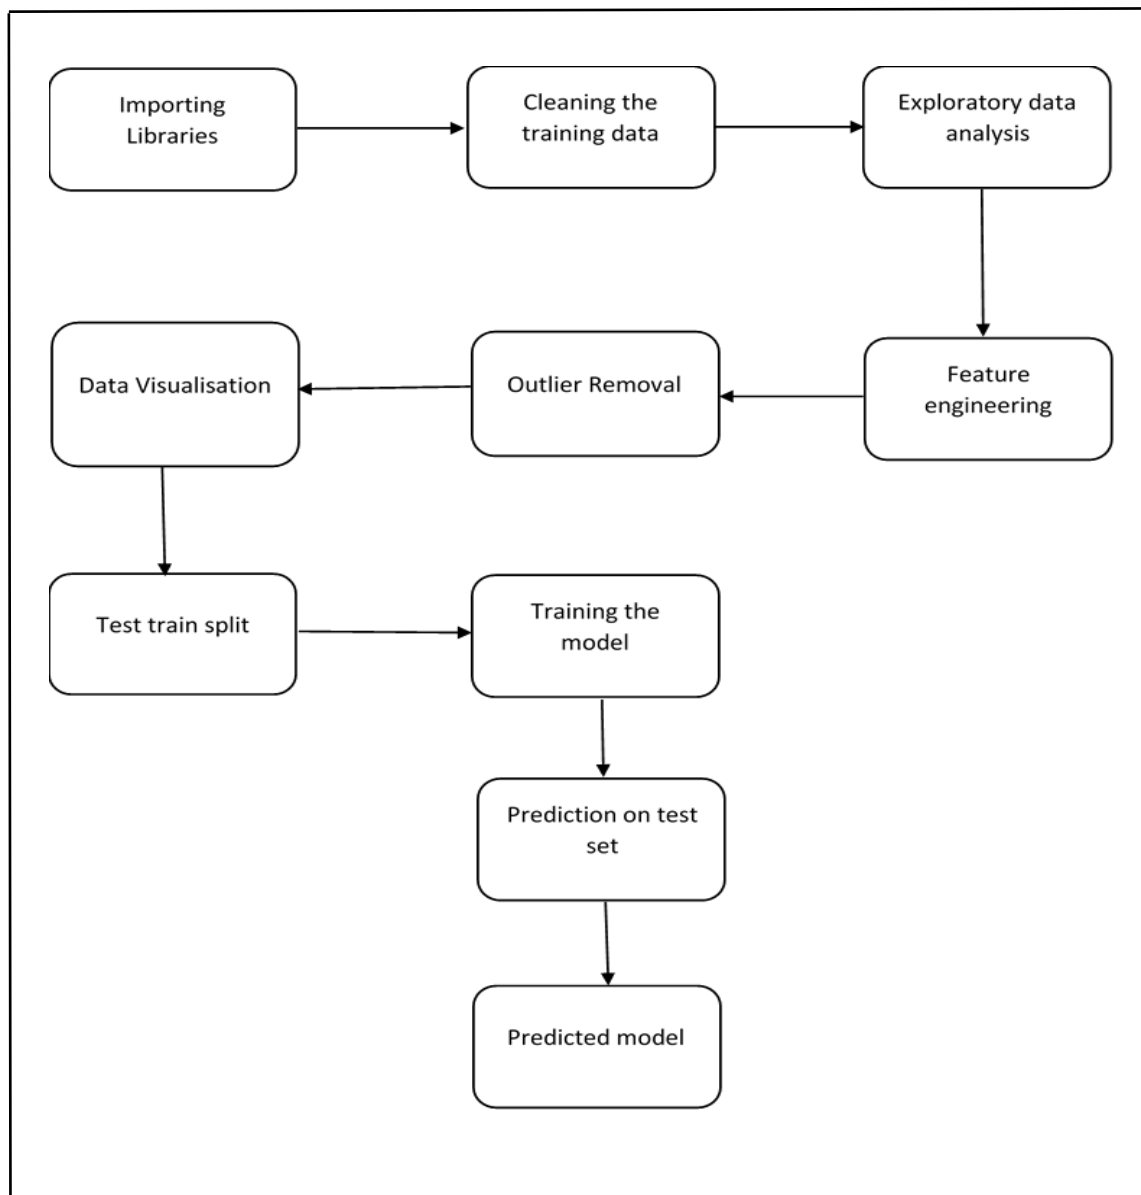 Importing
Libraries
Cleaning the
training data
Exploratory data
analysis
Feature
engineering
Outlier Removal
Data Visualisation
Test train split
Training the
model
Prediction on test
set
Predicted model